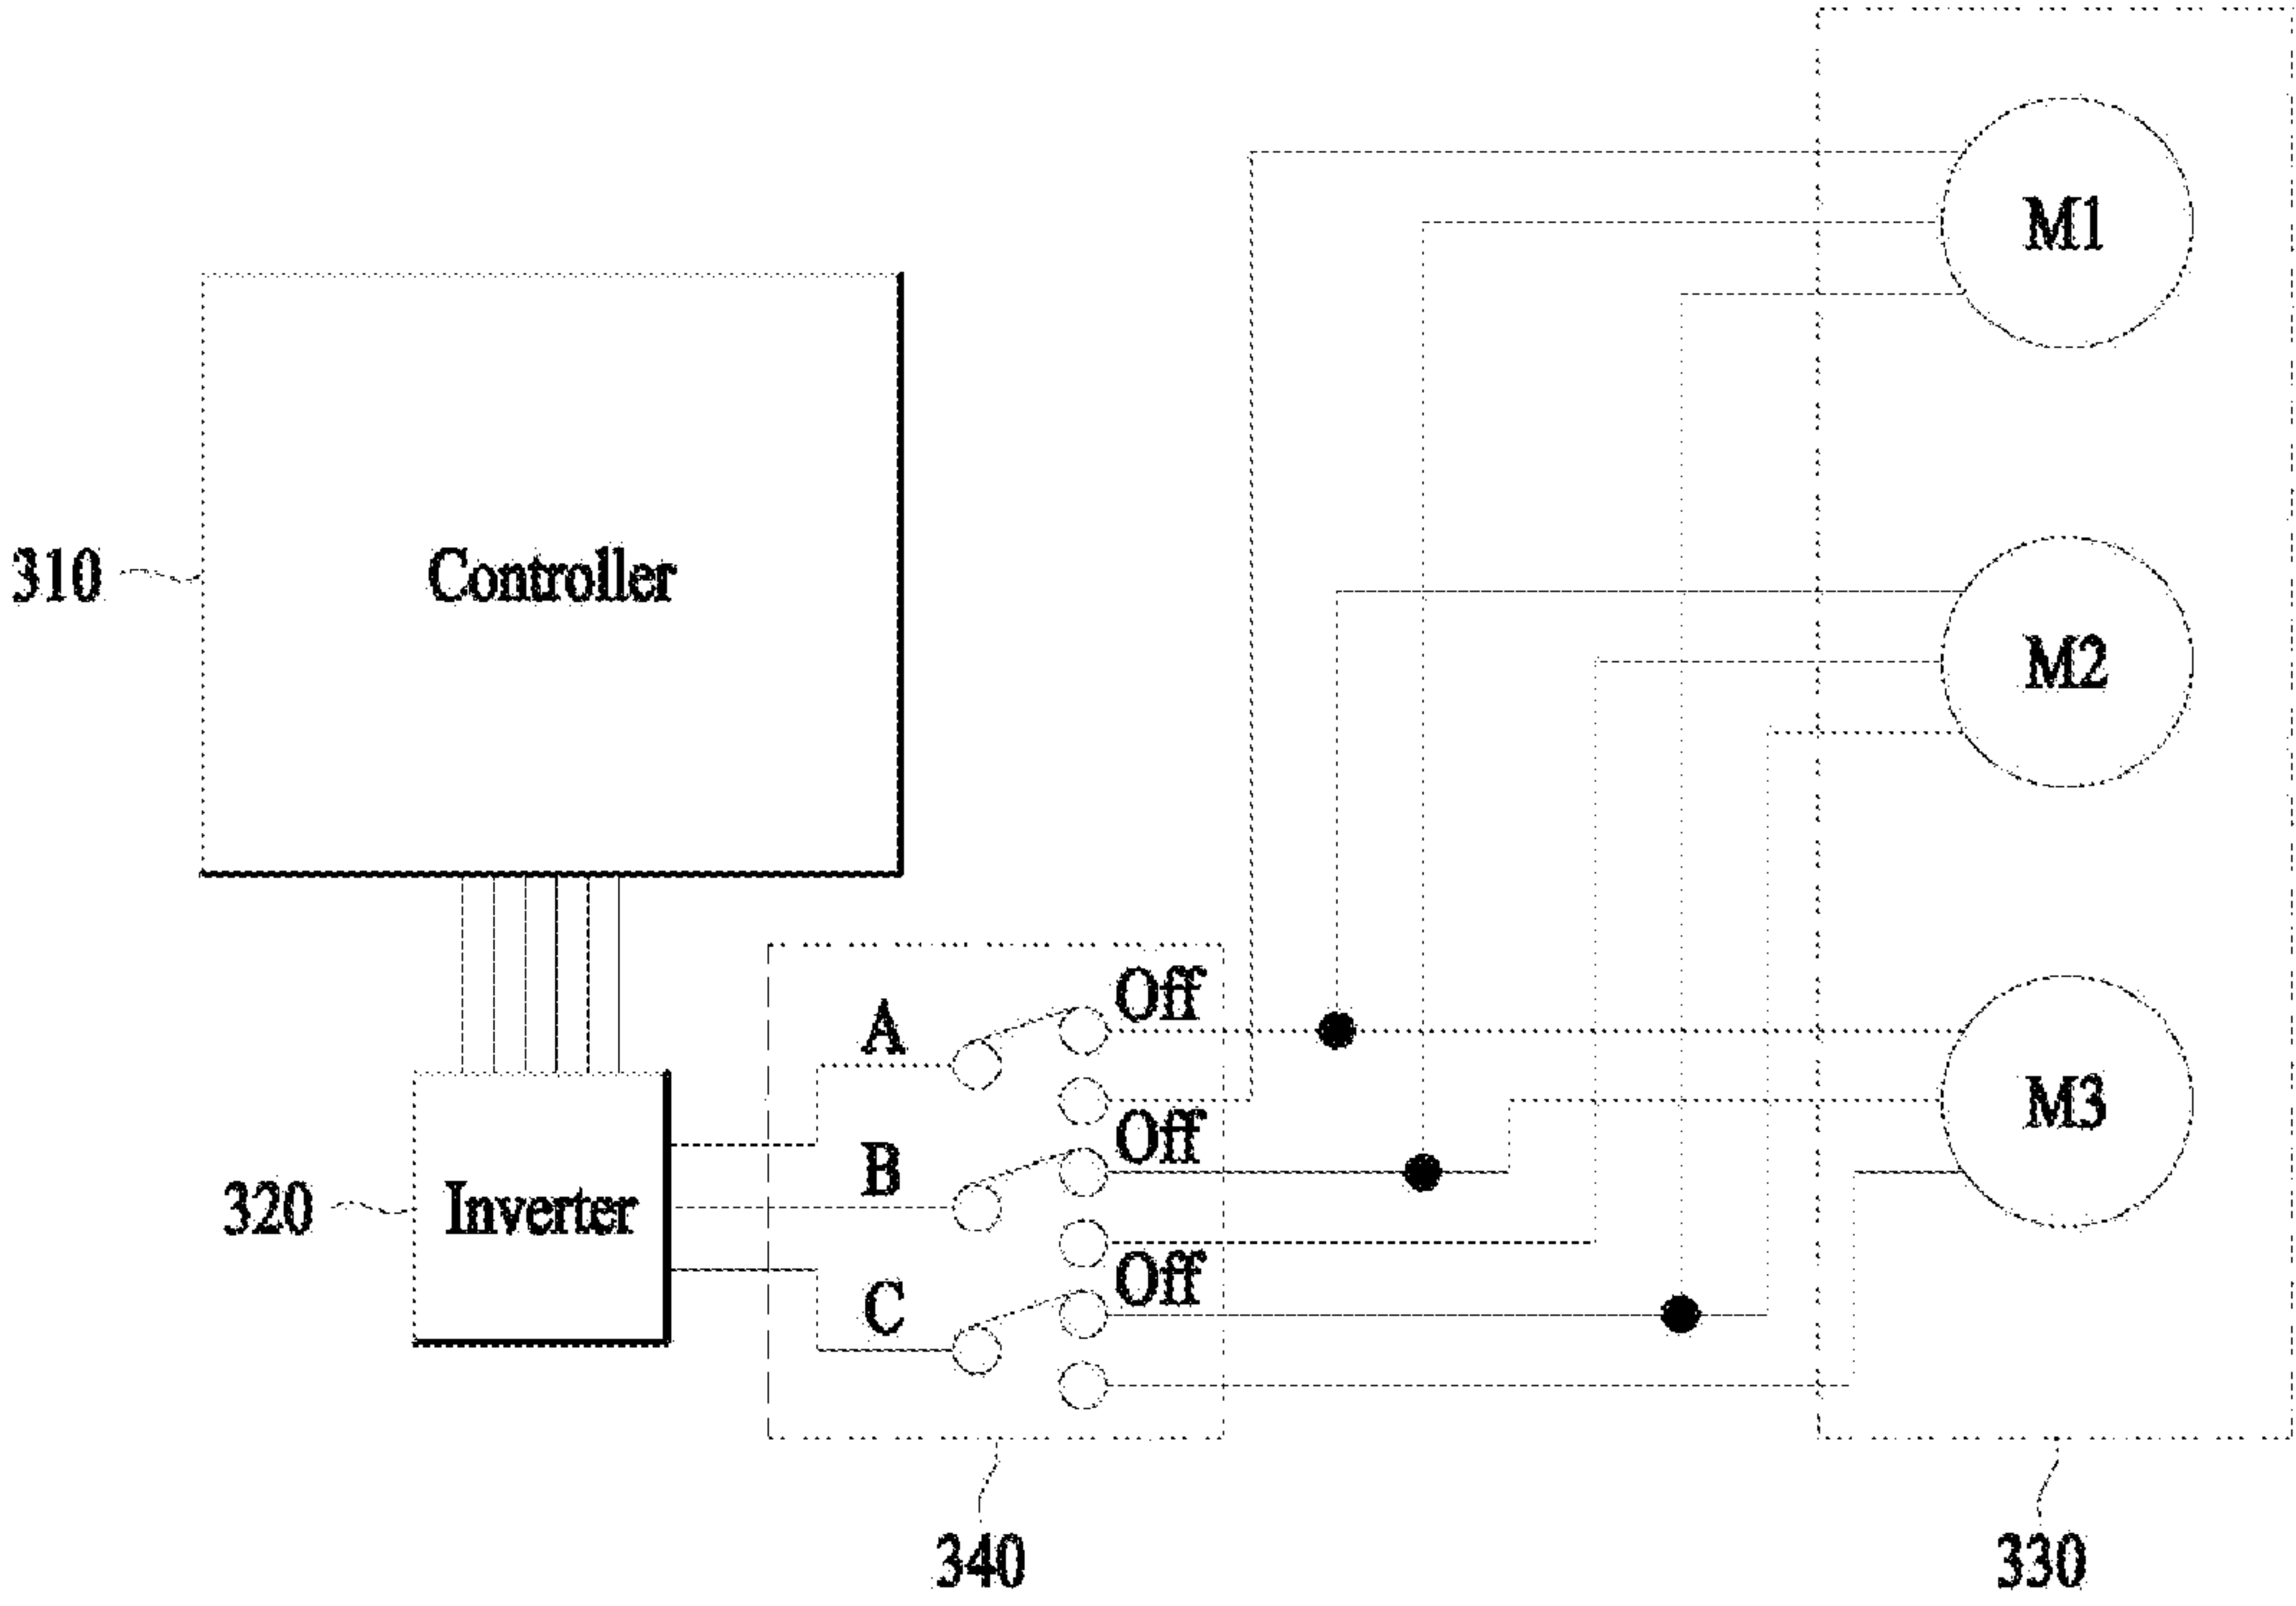 M1
310
Controller
M2
A
Off
M3
B
Off
320
Inverter
C
Off
340
330